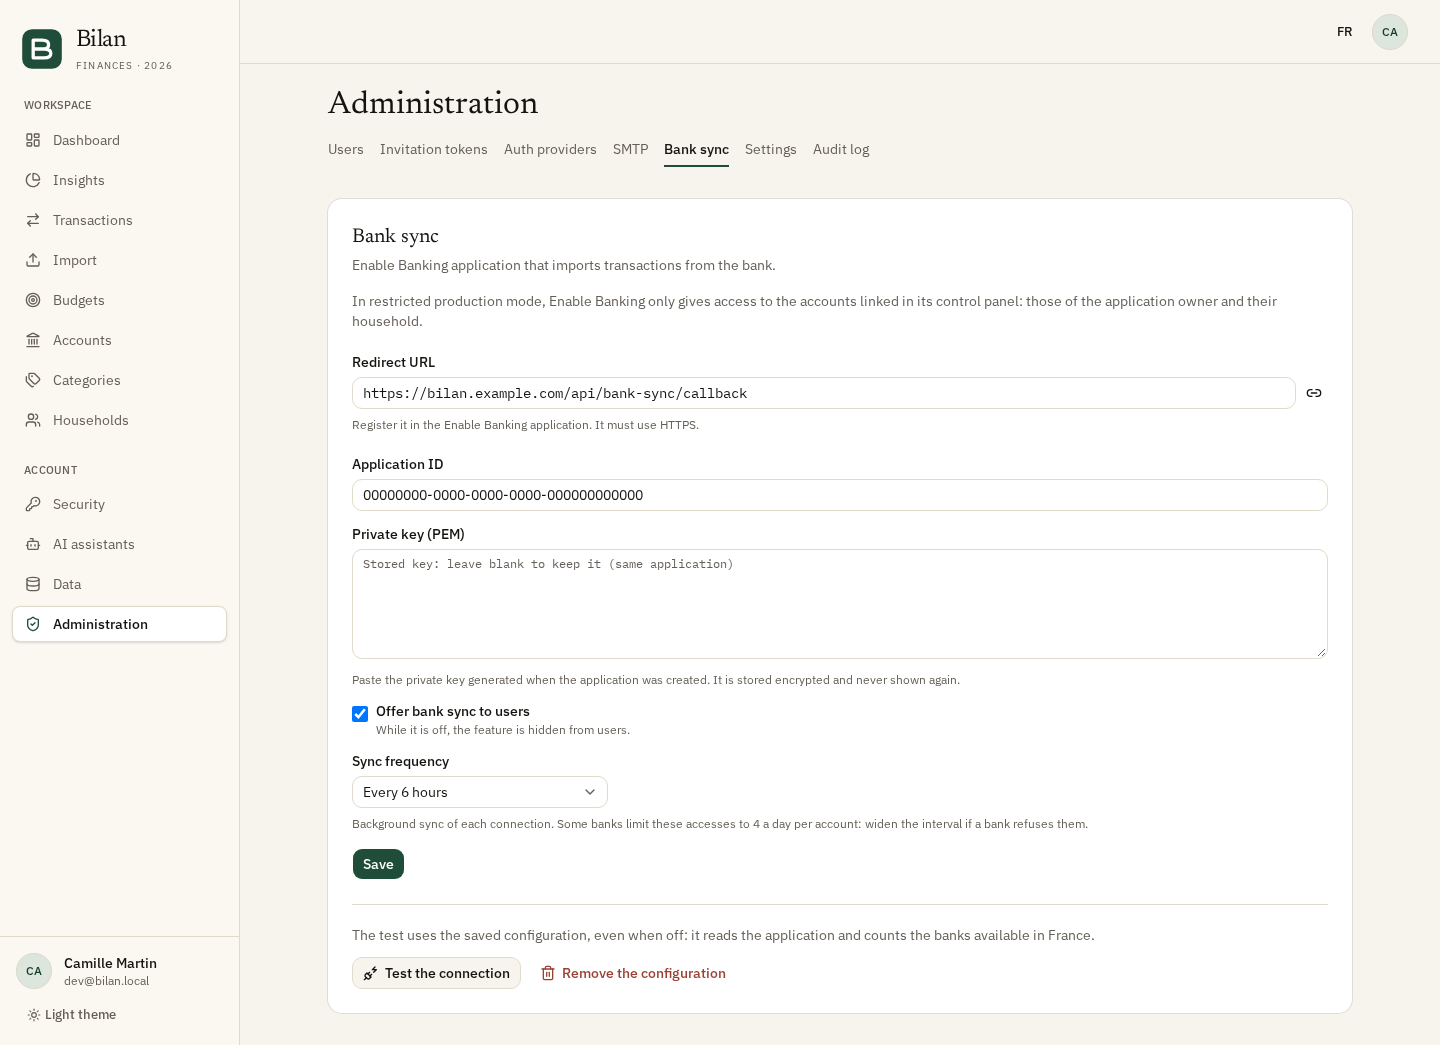 Bilan
FINANCES · 2026
WORKSPACE
Dashboard
Insights
Transactions
Import
Budgets
Accounts
Categories
Households
ACCOUNT
Security
AI assistants
Data
Administration
CA
Camille Martin
dev@bilan.local
Light theme
FR
CA
Administration
Users
Invitation tokens
Auth providers
SMTP
Bank sync
Settings
Audit log
Bank sync
Enable Banking application that imports transactions from the bank.
In restricted production mode, Enable Banking only gives access to the accounts linked in its control panel: those of the application owner and their
household.
Redirect URL
https://bilan.example.com/api/bank-sync/callback
Register it in the Enable Banking application. It must use HTTPS.
Application ID
00000000-0000-0000-0000-000000000000
Private key (PEM)
Stored key: leave blank to keep it (same application)
Paste the private key generated when the application was created. It is stored encrypted and never shown again.
Offer bank sync to users
While it is off, the feature is hidden from users.
Sync frequency
Every 6 hours
Background sync of each connection. Some banks limit these accesses to 4 a day per account: widen the interval if a bank refuses them.
Save
The test uses the saved configuration, even when off: it reads the application and counts the banks available in France.
Test the connection
Remove the configuration